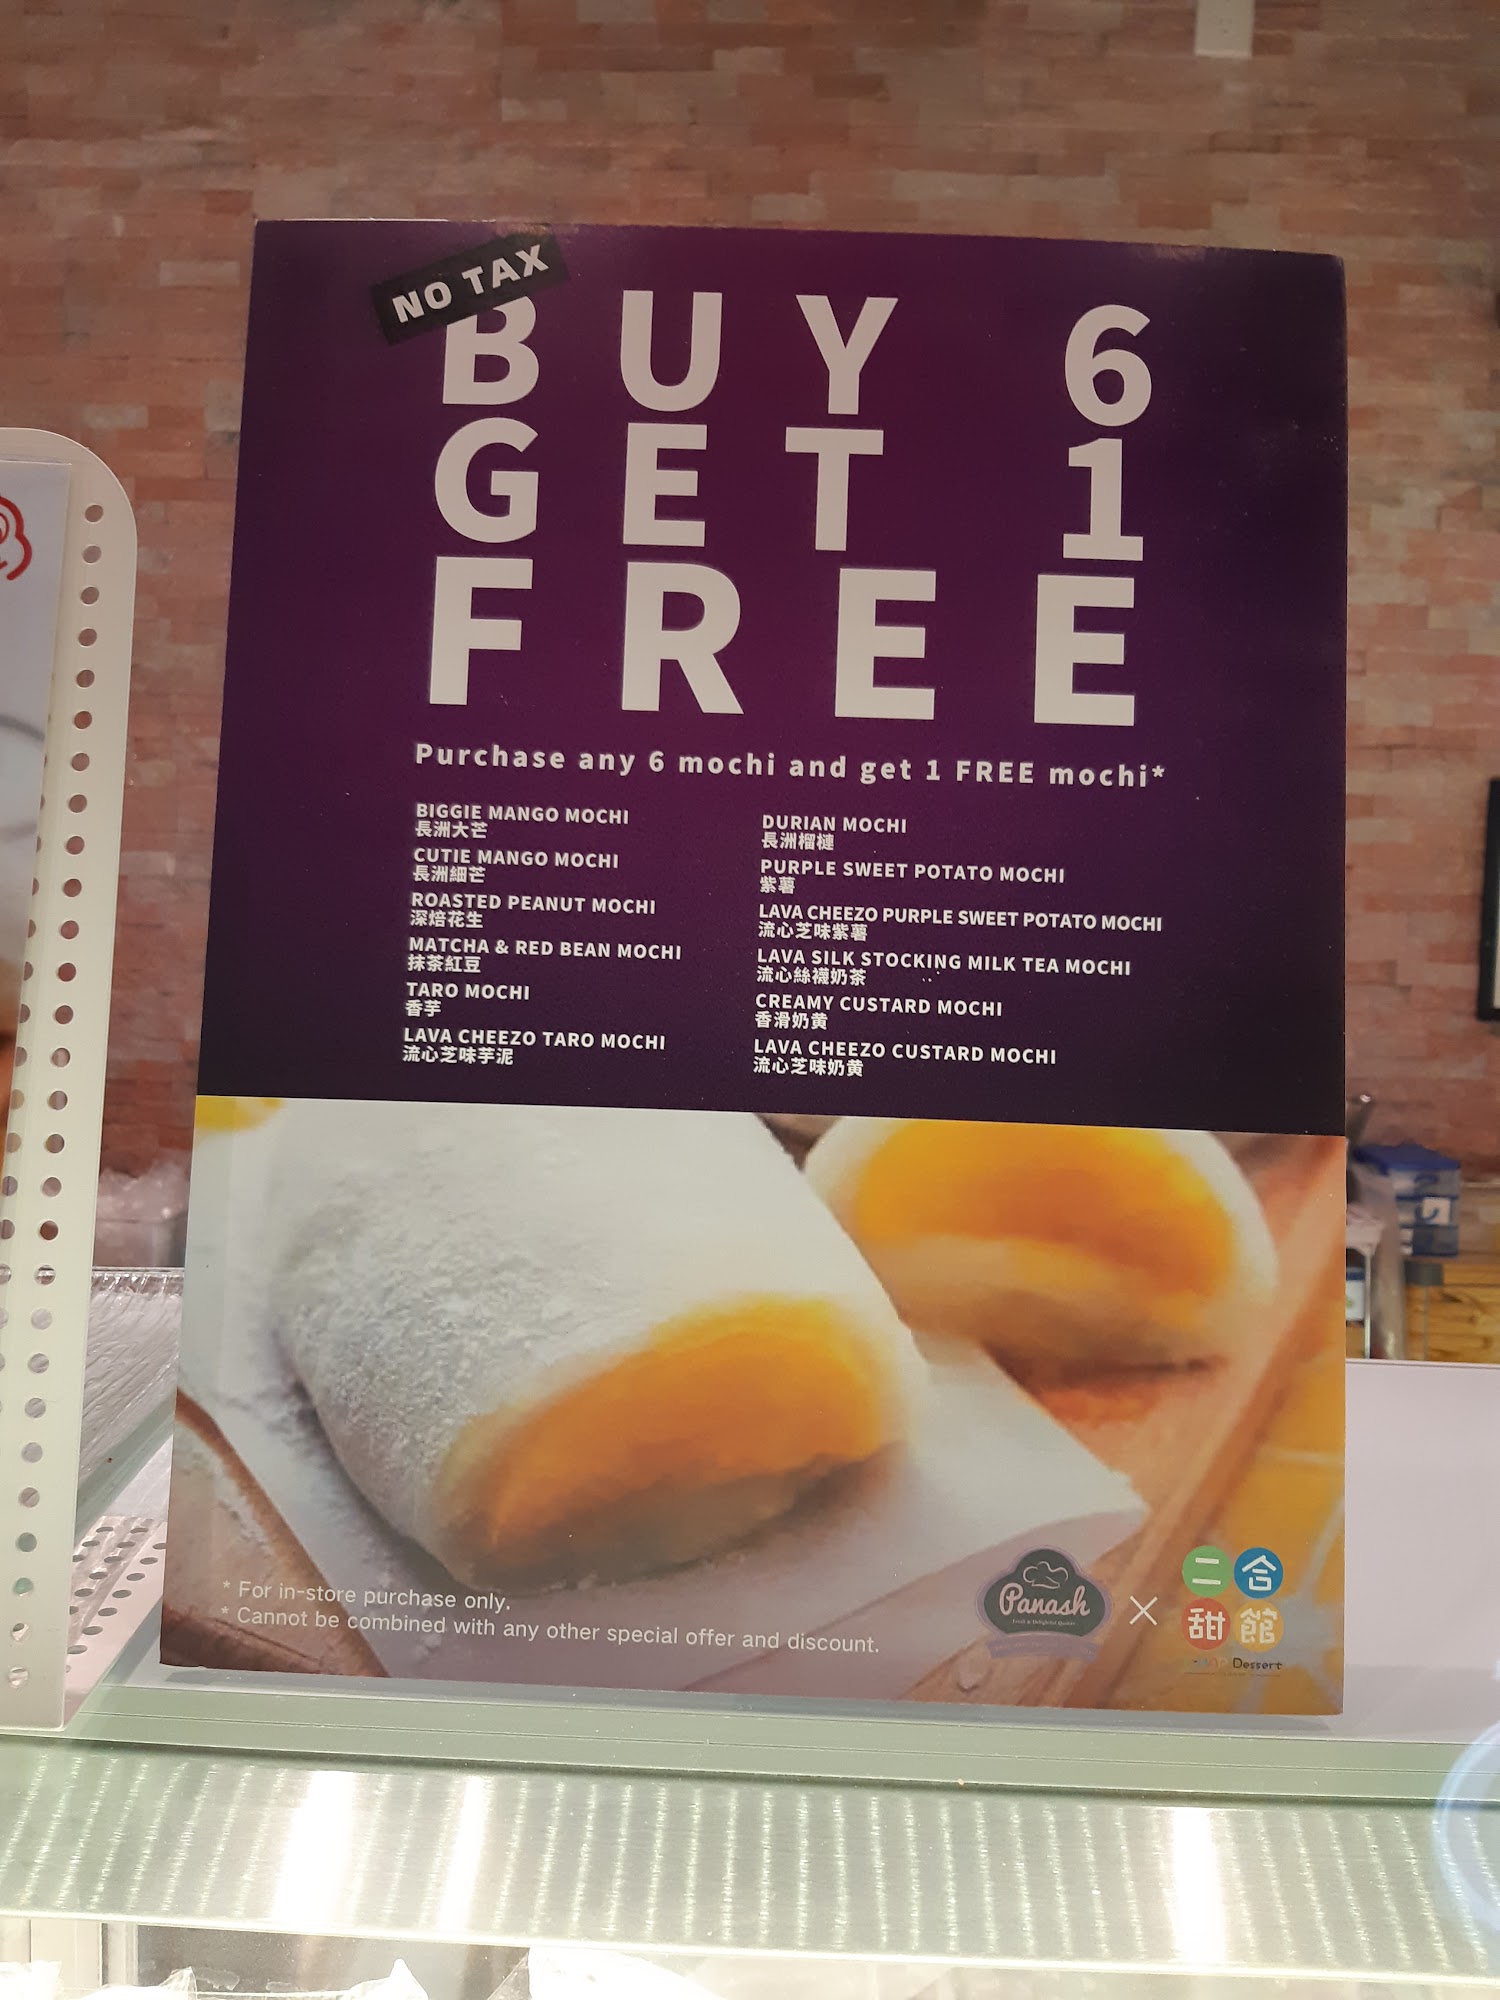 NO TAX
BUY 6
GET 1
FREE
Purchase any 6 mochi and get 1 FREE mochi*
BIGGIE MANGO MOCHI
長洲大芒
CUTIE MANGO MOCHI
長洲細芒
ROASTED PEANUT MOCHI
深焙花生
MATCHA & RED BEAN MOCHI
抹茶紅豆
TARO MOCHI
香芋
LAVA CHEEZO TARO MOCHI
流心芝味芋泥
DURIAN MOCHI
長洲榴槤
PURPLE SWEET POTATO MOCHI
紫薯
LAVA CHEEZO PURPLE SWEET POTATO MOCHI
流心芝味紫薯
LAVA SILK STOCKING MILK TEA MOCHI
流心絲襪奶茶
CREAMY CUSTARD MOCHI
香滑奶黄
LAVA CHEEZO CUSTARD MOCHI
流心芝味奶黄
* For in-store purchase only.
* Cannot be combined with any other special offer and discount.
Panash
×
二合
甜館
Dessert